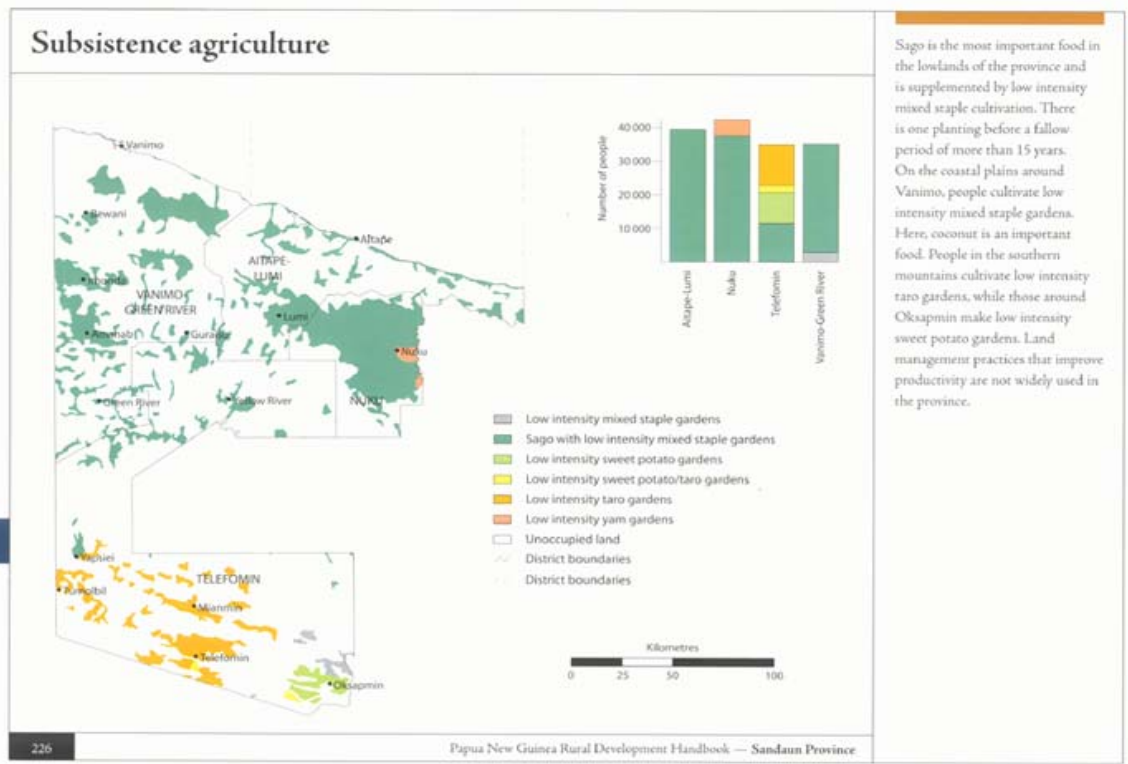 Subsistence agriculture
Vanimo
Bewani
Aitape
AITAPE-
LUMI
VANIMO-
GREEN RIVER
Lumi
Nuku
Green River
Yellow River
NUKU
Yapsiei
TELEFOMIN
Tumolbil
Mianmin
Telefomin
Oksapmin
Number of people
40 000
30 000
20 000
10 000
Aitape-Lumi
Nuku
Telefomin
Vanimo-Green River
Low intensity mixed staple gardens
Sago with low intensity mixed staple gardens
Low intensity sweet potato gardens
Low intensity sweet potato/taro gardens
Low intensity taro gardens
Low intensity yam gardens
Unoccupied land
District boundaries
District boundaries
Kilometres
0 25 50 100
Sago is the most important food in
the lowlands of the province and
is supplemented by low intensity
mixed staple cultivation. There
is one planting before a fallow
period of more than 15 years.
On the coastal plains around
Vanimo, people cultivate low
intensity mixed staple gardens.
Here, coconut is an important
food. People in the southern
mountains cultivate low intensity
taro gardens, while those around
Oksapmin make low intensity
sweet potato gardens. Land
management practices that improve
productivity are not widely used in
the province.
226
Papua New Guinea Rural Development Handbook — Sandaun Province